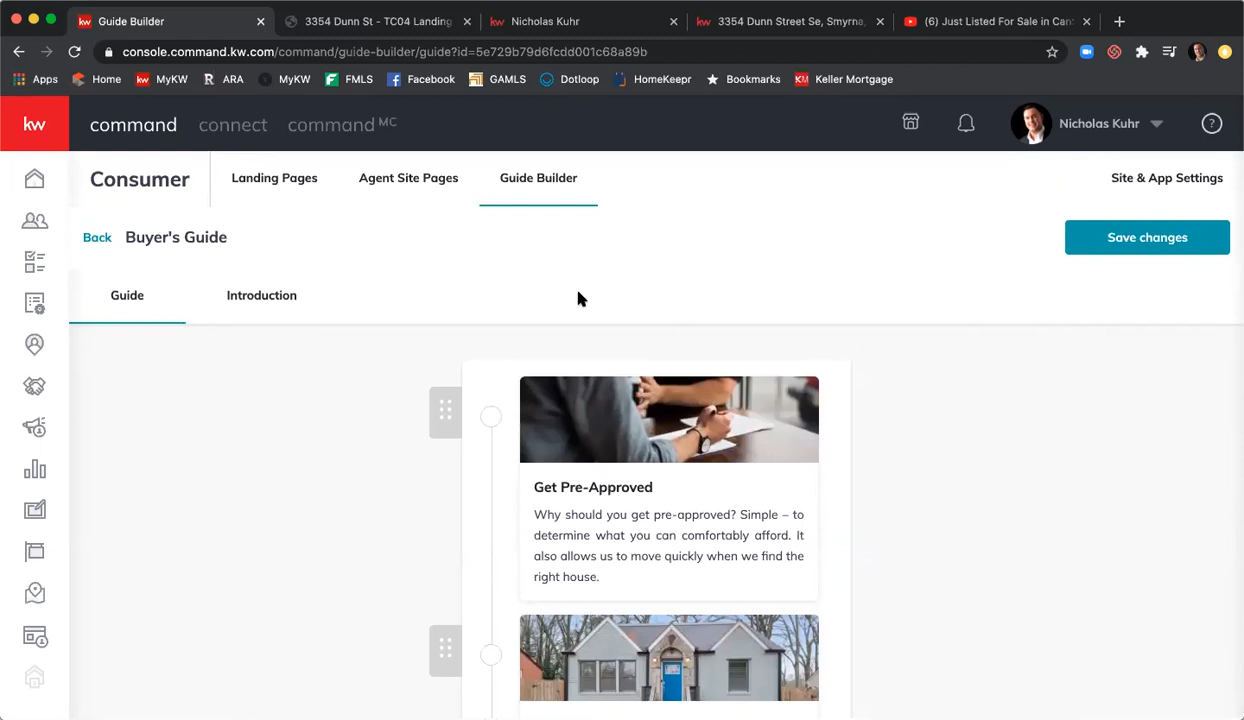 Guide Builder
3354 Dunn St - TC04 Landing
kw Nicholas Kuhr
kw 3354 Dunn Street Se, Smyrna,
(6) Just Listed For Sale in Can
console.command.kw.com/command/guide-builder/guide?id=5e729b79d6fcdd001c68a89b
Apps Home kw MyKW R ARA MyKW F FMLS Facebook GAMLS Dotloop HomeKeepr Bookmarks KM Keller Mortgage
kw command connect command MC Nicholas Kuhr ?
Consumer Landing Pages Agent Site Pages Guide Builder Site & App Settings
Back Buyer's Guide Save changes
Guide Introduction
Get Pre-Approved
Why should you get pre-approved? Simple – to
determine what you can comfortably afford. It
also allows us to move quickly when we find the
right house.